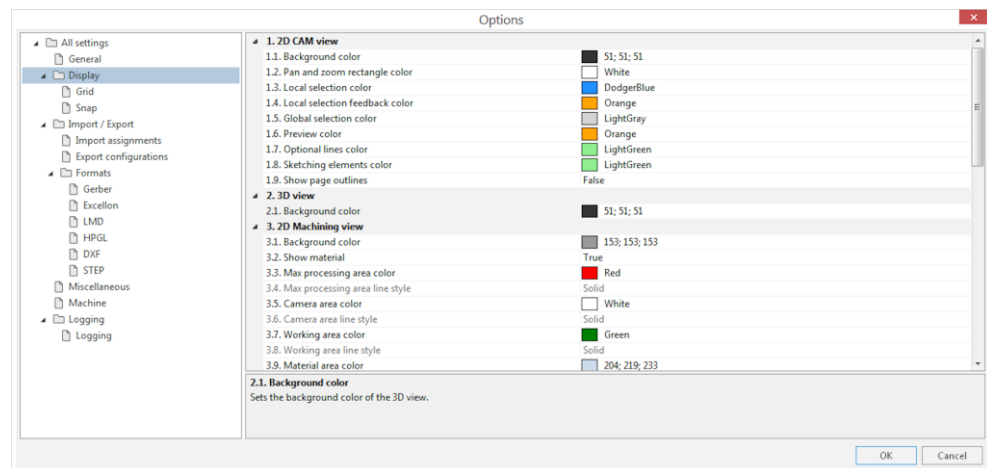 Options
All settings
General
Display
Grid
Snap
Import / Export
Import assignments
Export configurations
Formats
Gerber
Excellon
LMD
HPGL
DXF
STEP
Miscellaneous
Machine
Logging
Logging
1. 2D CAM view
1.1. Background color 51; 51; 51
1.2. Pan and zoom rectangle color White
1.3. Local selection color DodgerBlue
1.4. Local selection feedback color Orange
1.5. Global selection color LightGray
1.6. Preview color Orange
1.7. Optional lines color LightGreen
1.8. Sketching elements color LightGreen
1.9. Show page outlines False
2. 3D view
2.1. Background color 51; 51; 51
3. 2D Machining view
3.1. Background color 153; 153; 153
3.2. Show material True
3.3. Max processing area color Red
3.4. Max processing area line style Solid
3.5. Camera area color White
3.6. Camera area line style Solid
3.7. Working area color Green
3.8. Working area line style Solid
3.9. Material area color 204; 219; 233
2.1. Background color
Sets the background color of the 3D view.
OK Cancel